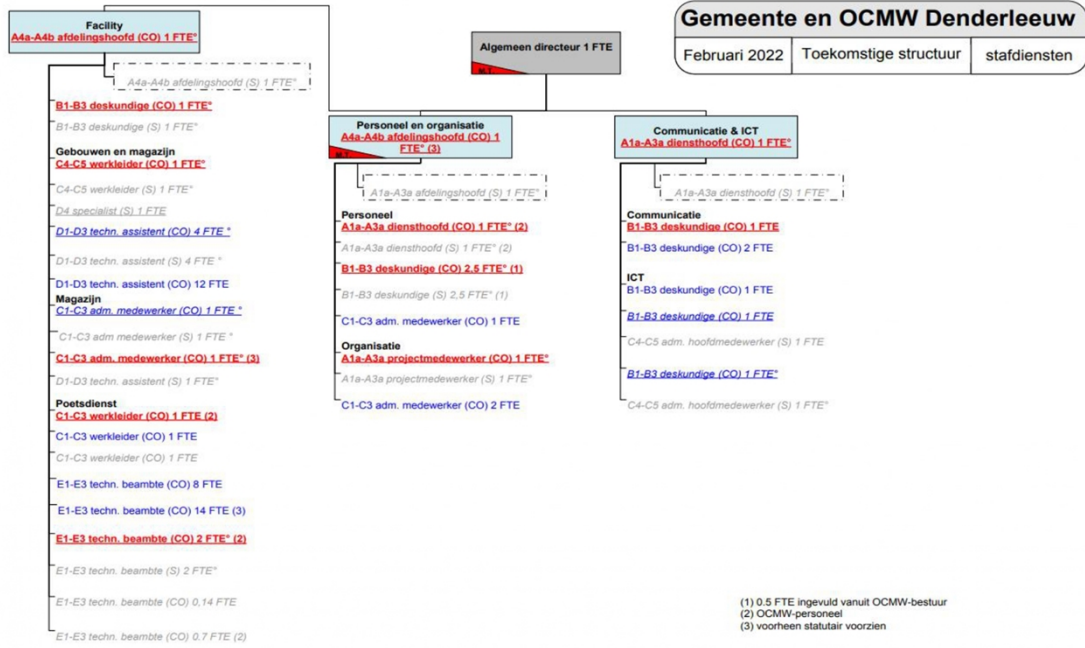 Gemeente en OCMW Denderleeuw
Februari 2022
Toekomstige structuur
stafdiensten
Algemeen directeur 1 FTE
M.T.
Facility
A4a-A4b afdelingshoofd (CO) 1 FTE°
A4a-A4b afdelingshoofd (S) 1 FTE°
B1-B3 deskundige (CO) 1 FTE°
B1-B3 deskundige (S) 1 FTE°
Gebouwen en magazijn
C4-C5 werkleider (CO) 1 FTE°
C4-C5 werkleider (S) 1 FTE°
D4 specialist (S) 1 FTE
D1-D3 techn. assistent (CO) 4 FTE °
D1-D3 techn. assistent (S) 4 FTE °
D1-D3 techn. assistent (CO) 12 FTE
Magazijn
C1-C3 adm. medewerker (CO) 1 FTE °
C1-C3 adm medewerker (S) 1 FTE °
C1-C3 adm. medewerker (CO) 1 FTE° (3)
D1-D3 techn. assistent (S) 1 FTE°
Poetsdienst
C1-C3 werkleider (CO) 1 FTE (2)
C1-C3 werkleider (CO) 1 FTE
C1-C3 werkleider (CO) 1 FTE
E1-E3 techn. beambte (CO) 8 FTE
E1-E3 techn. beambte (CO) 14 FTE (3)
E1-E3 techn. beambte (CO) 2 FTE° (2)
E1-E3 techn. beambte (S) 2 FTE°
E1-E3 techn. beambte (CO) 0,14 FTE
E1-E3 techn. beambte (CO) 0.7 FTE (2)
Personeel en organisatie
A4a-A4b afdelingshoofd (CO) 1
FTE° (3)
M.T.
A1a-A3a afdelingshoofd (S) 1 FTE°
Personeel
A1a-A3a diensthoofd (CO) 1 FTE° (2)
A1a-A3a diensthoofd (S) 1 FTE° (2)
B1-B3 deskundige (CO) 2,5 FTE° (1)
B1-B3 deskundige (S) 2,5 FTE° (1)
C1-C3 adm. medewerker (CO) 1 FTE
Organisatie
A1a-A3a projectmedewerker (CO) 1 FTE°
A1a-A3a projectmedewerker (S) 1 FTE°
C1-C3 adm. medewerker (CO) 2 FTE
Communicatie & ICT
A1a-A3a diensthoofd (CO) 1 FTE°
A1a-A3a diensthoofd (S) 1 FTE°
Communicatie
B1-B3 deskundige (CO) 1 FTE
B1-B3 deskundige (CO) 2 FTE
ICT
B1-B3 deskundige (CO) 1 FTE
B1-B3 deskundige (CO) 1 FTE
C4-C5 adm. hoofdmedewerker (S) 1 FTE
B1-B3 deskundige (CO) 1 FTE°
C4-C5 adm. hoofdmedewerker (S) 1 FTE°
(1) 0.5 FTE ingevuld vanuit OCMW-bestuur
(2) OCMW-personeel
(3) voorheen statutair voorzien